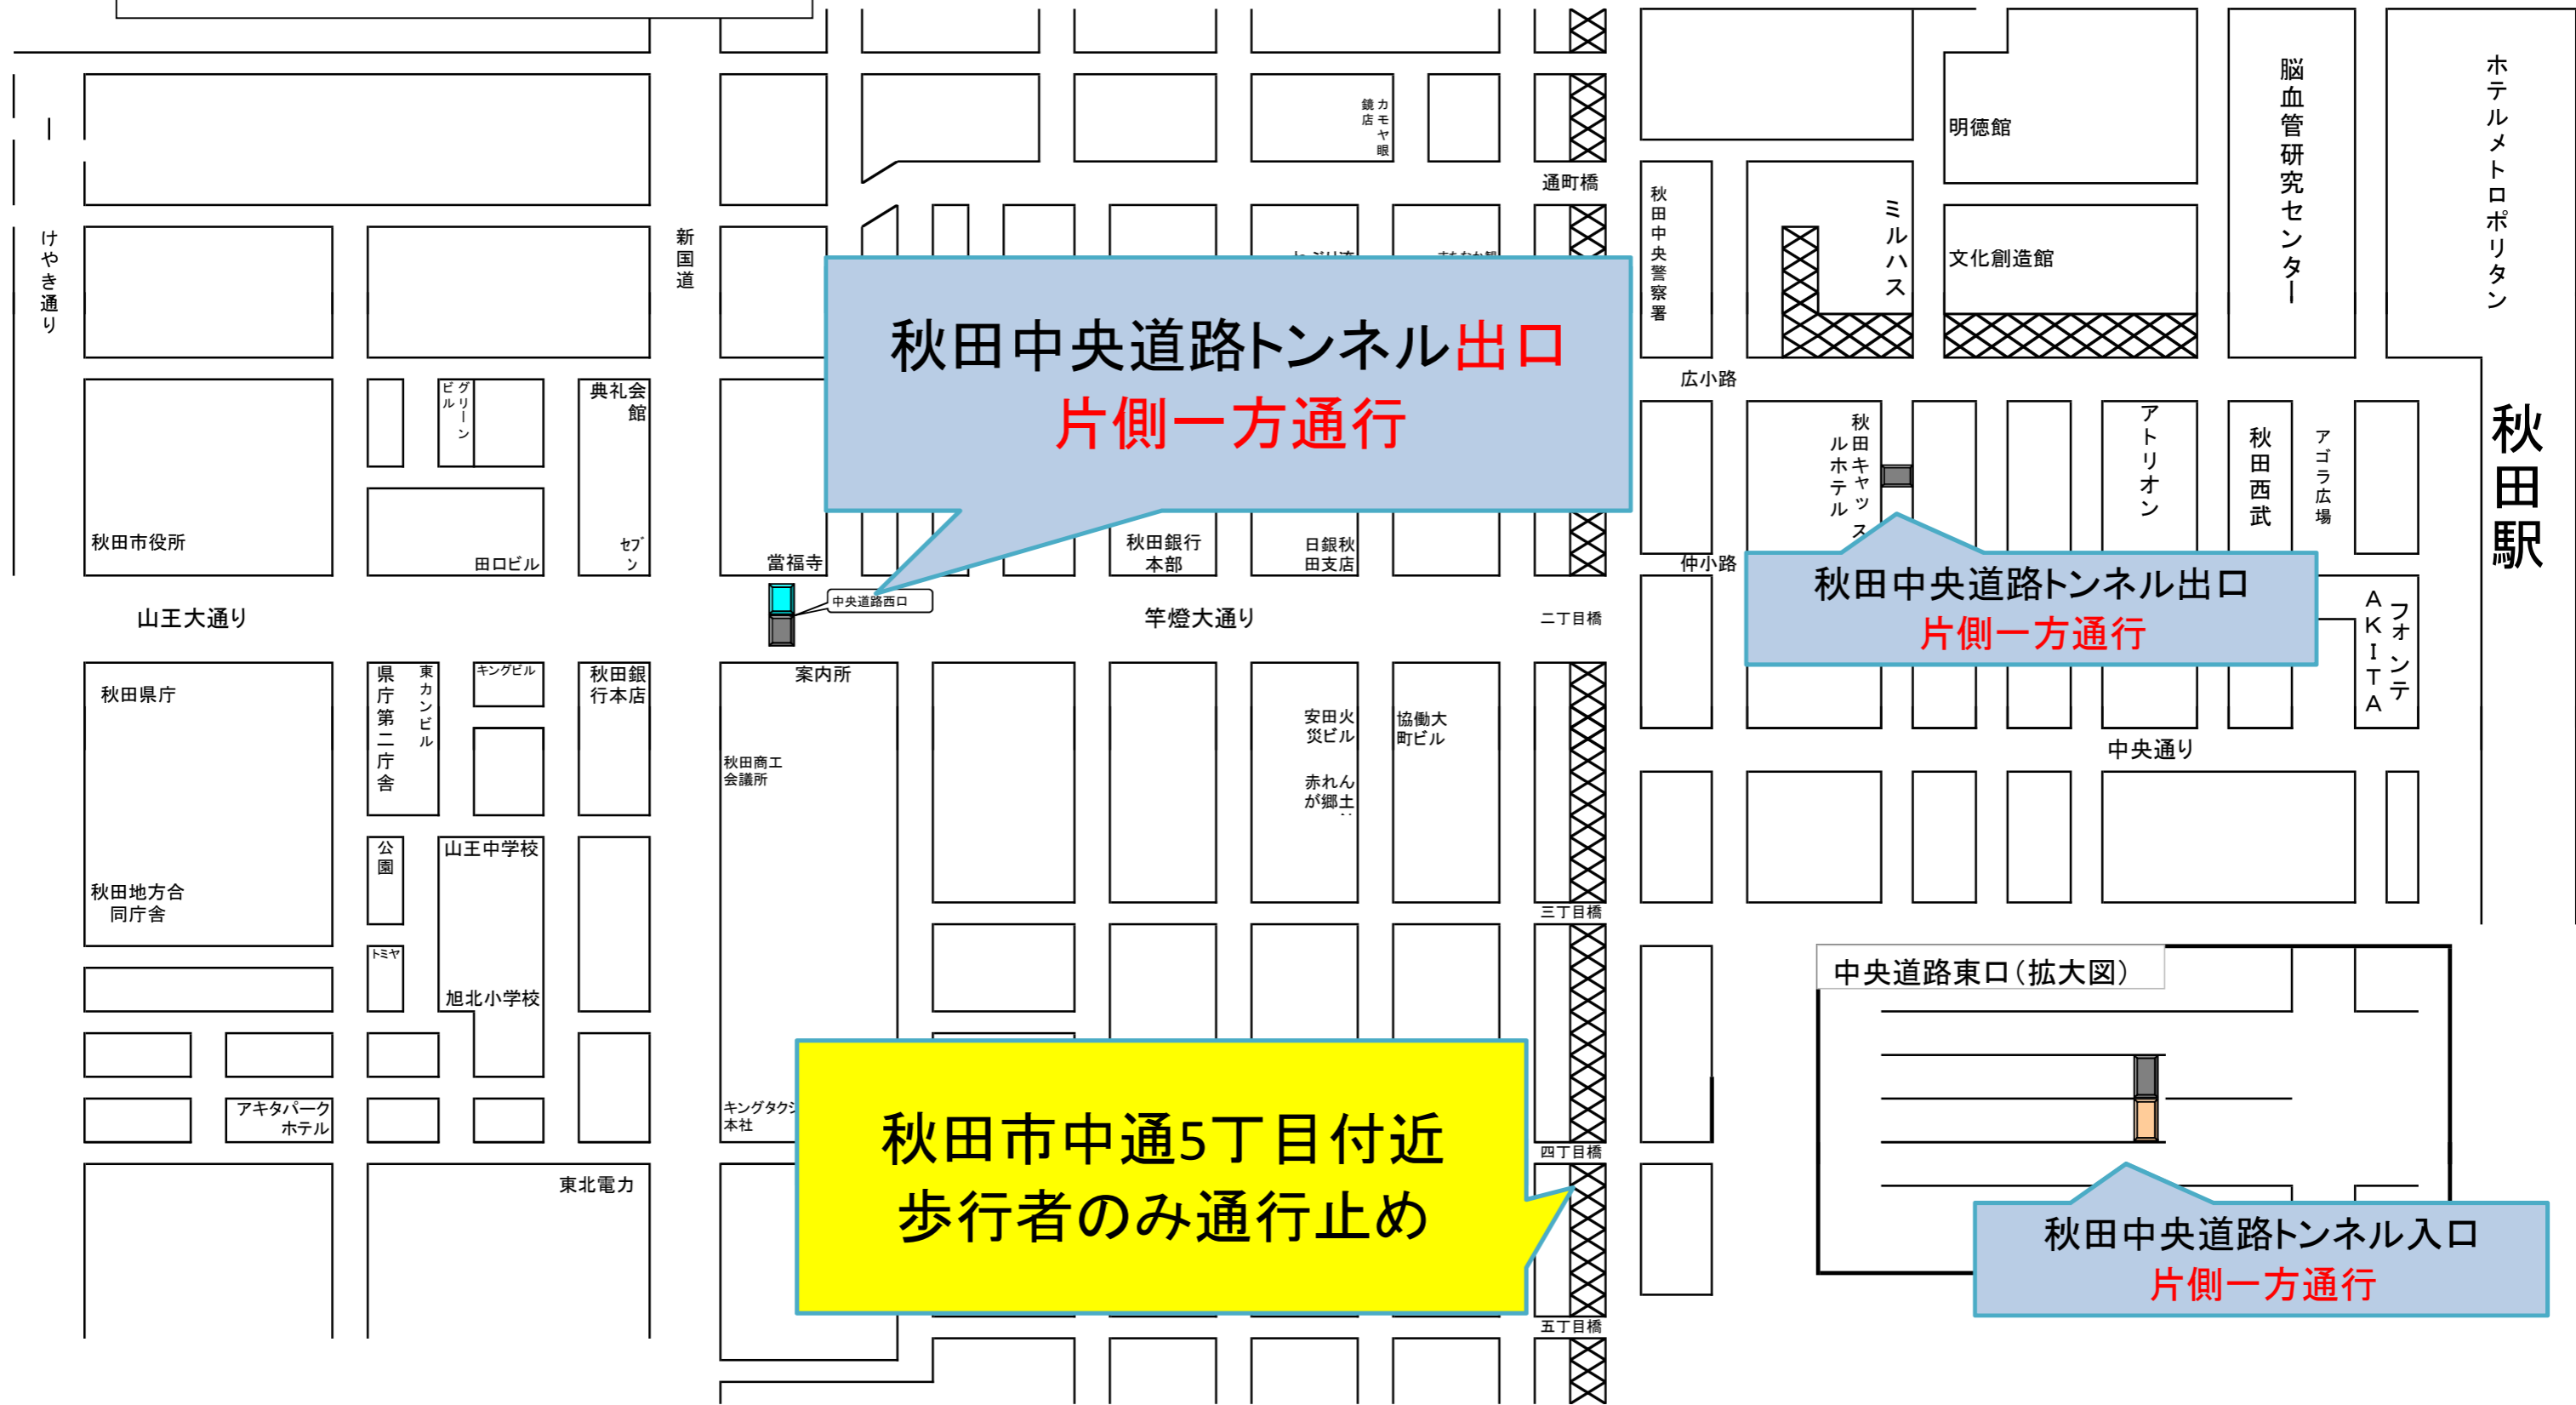 カモヤ眼
鏡店
通町橋
明徳館
脳血管研究センター
ホテルメトロポリタン
けやき通り
新国道
秋田中央警察署
ミルハス
文化創造館
秋田中央道路トンネル出口
片側一方通行
広小路
グリーン
ビル
典礼会
館
秋田キャッス
ルホテル
アトリオン
秋田西武
アゴラ広場
秋田駅
秋田市役所
田口ビル
セブ
ン
當福寺
秋田銀行
本部
日銀秋
田支店
仲小路
秋田中央道路トンネル出口
片側一方通行
中央道路西口
山王大通り
竿燈大通り
二丁目橋
フォンテ
AKITA
秋田県庁
県庁第二庁舎
東カンビル
キングビル
秋田銀
行本店
案内所
安田火
災ビル
協働大
町ビル
中央通り
秋田商工
会議所
赤れん
が郷土
公園
山王中学校
秋田地方合
同庁舎
三丁目橋
トミヤ
旭北小学校
中央道路東口(拡大図)
アキタパーク
ホテル
キングタクシ
本社
秋田市中通5丁目付近
歩行者のみ通行止め
四丁目橋
東北電力
秋田中央道路トンネル入口
片側一方通行
五丁目橋